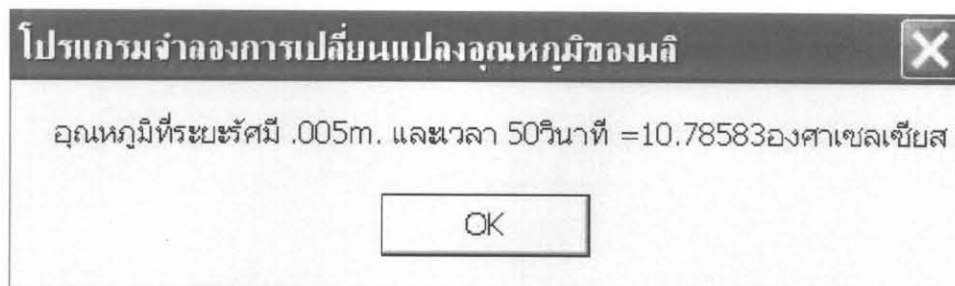 โปรแกรมจำลองการเปลี่ยนแปลงอุณหภูมิของผลิ
อุณหภูมิที่ระยะรัศมี .005m. และเวลา 50วินาที =10.78583องศาเซลเซียส
OK